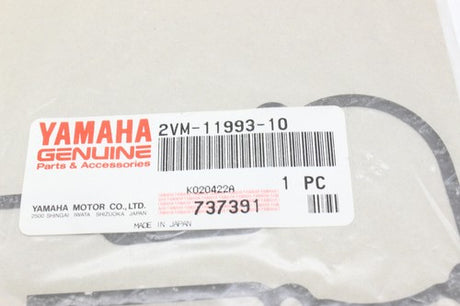 YAMAHA
GENUINE
Parts & Accessories
YAMAHA MOTOR CO., LTD.
2500 SHINGAI IWATA SHIZUOKA JAPAN
2VM-11993-10
K020422A
1 PC
737391
MADE IN JAPAN